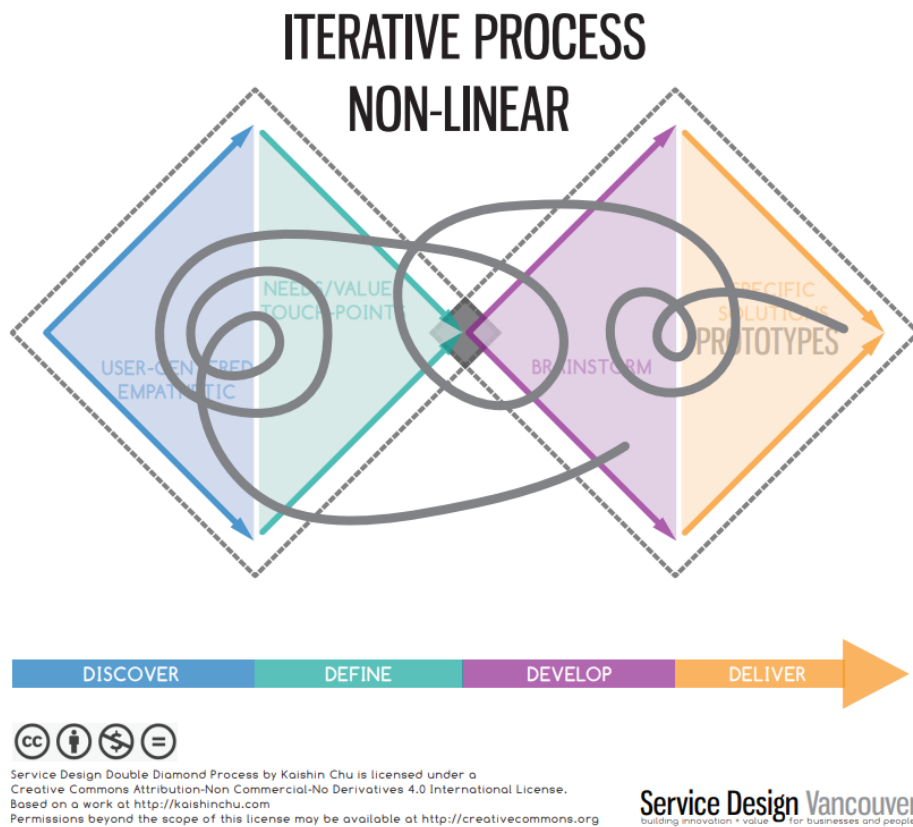 ITERATIVE PROCESS
NON-LINEAR
NEEDS/VALUE
TOUCH-POINTS
SPECIFIC
SOLUTIONS
PROTOTYPES
USER-CENTERED
EMPATHETIC
BRAINSTORM
DISCOVER
DEFINE
DEVELOP
DELIVER
cc
Service Design Double Diamond Process by Kaishin Chu is licensed under a
Creative Commons Attribution-Non Commercial-No Derivatives 4.0 International License.
Based on a work at http://kaishinchu.com
Permissions beyond the scope of this license may be available at http://creativecommons.org
Service Design Vancouver
building innovation + value for businesses and people